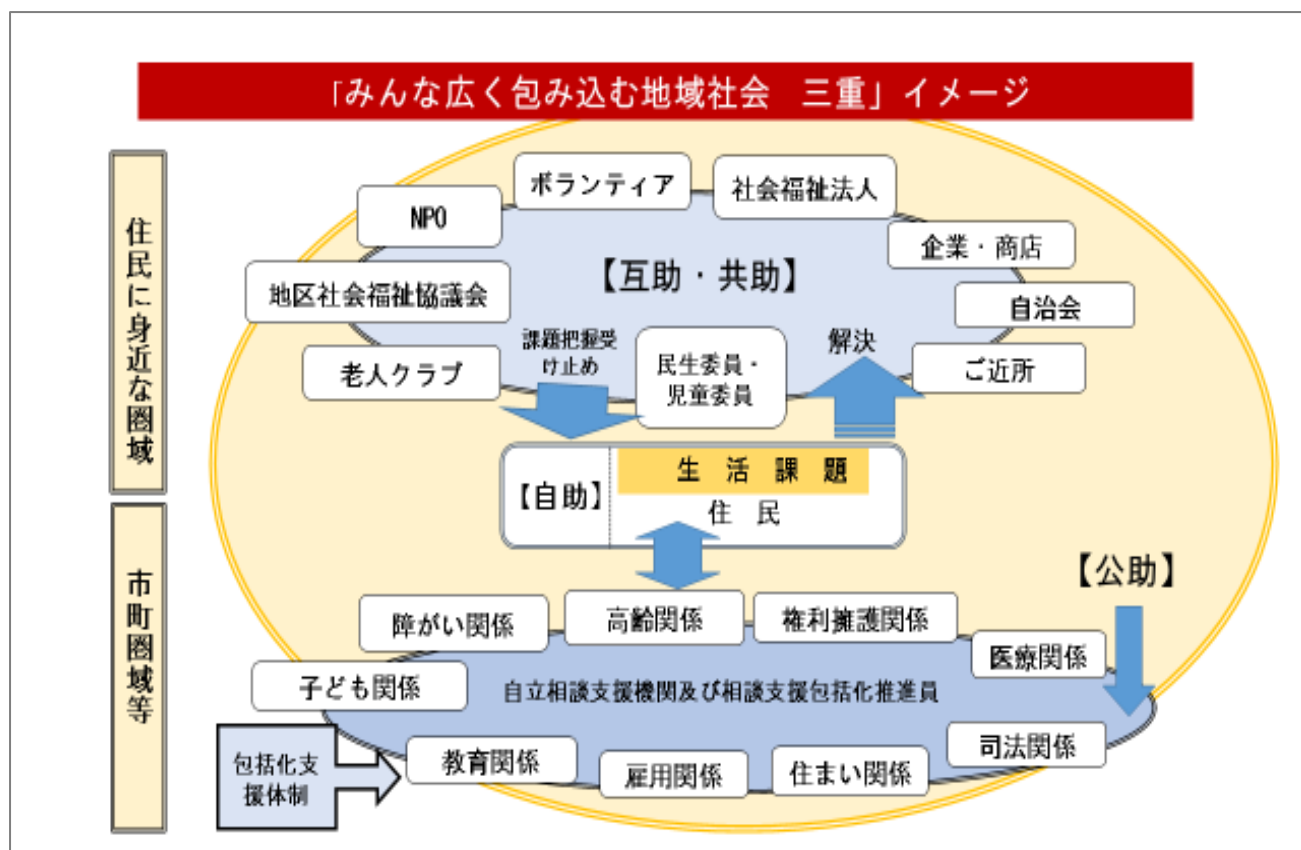 「みんな広く包み込む地域社会　三重」イメージ
住民に身近な圏域
ボランティア
社会福祉法人
NPO
企業・商店
【互助・共助】
地区社会福祉協議会
自治会
課題把握受
け止め
解決
民生委員・
児童委員
老人クラブ
ご近所
【自助】
生　活　課　題
住　民
市町圏域等
【公助】
障がい関係
高齢関係
権利擁護関係
医療関係
子ども関係
自立相談支援機関及び相談支援包括化推進員
包括化支
援体制
教育関係
雇用関係
住まい関係
司法関係